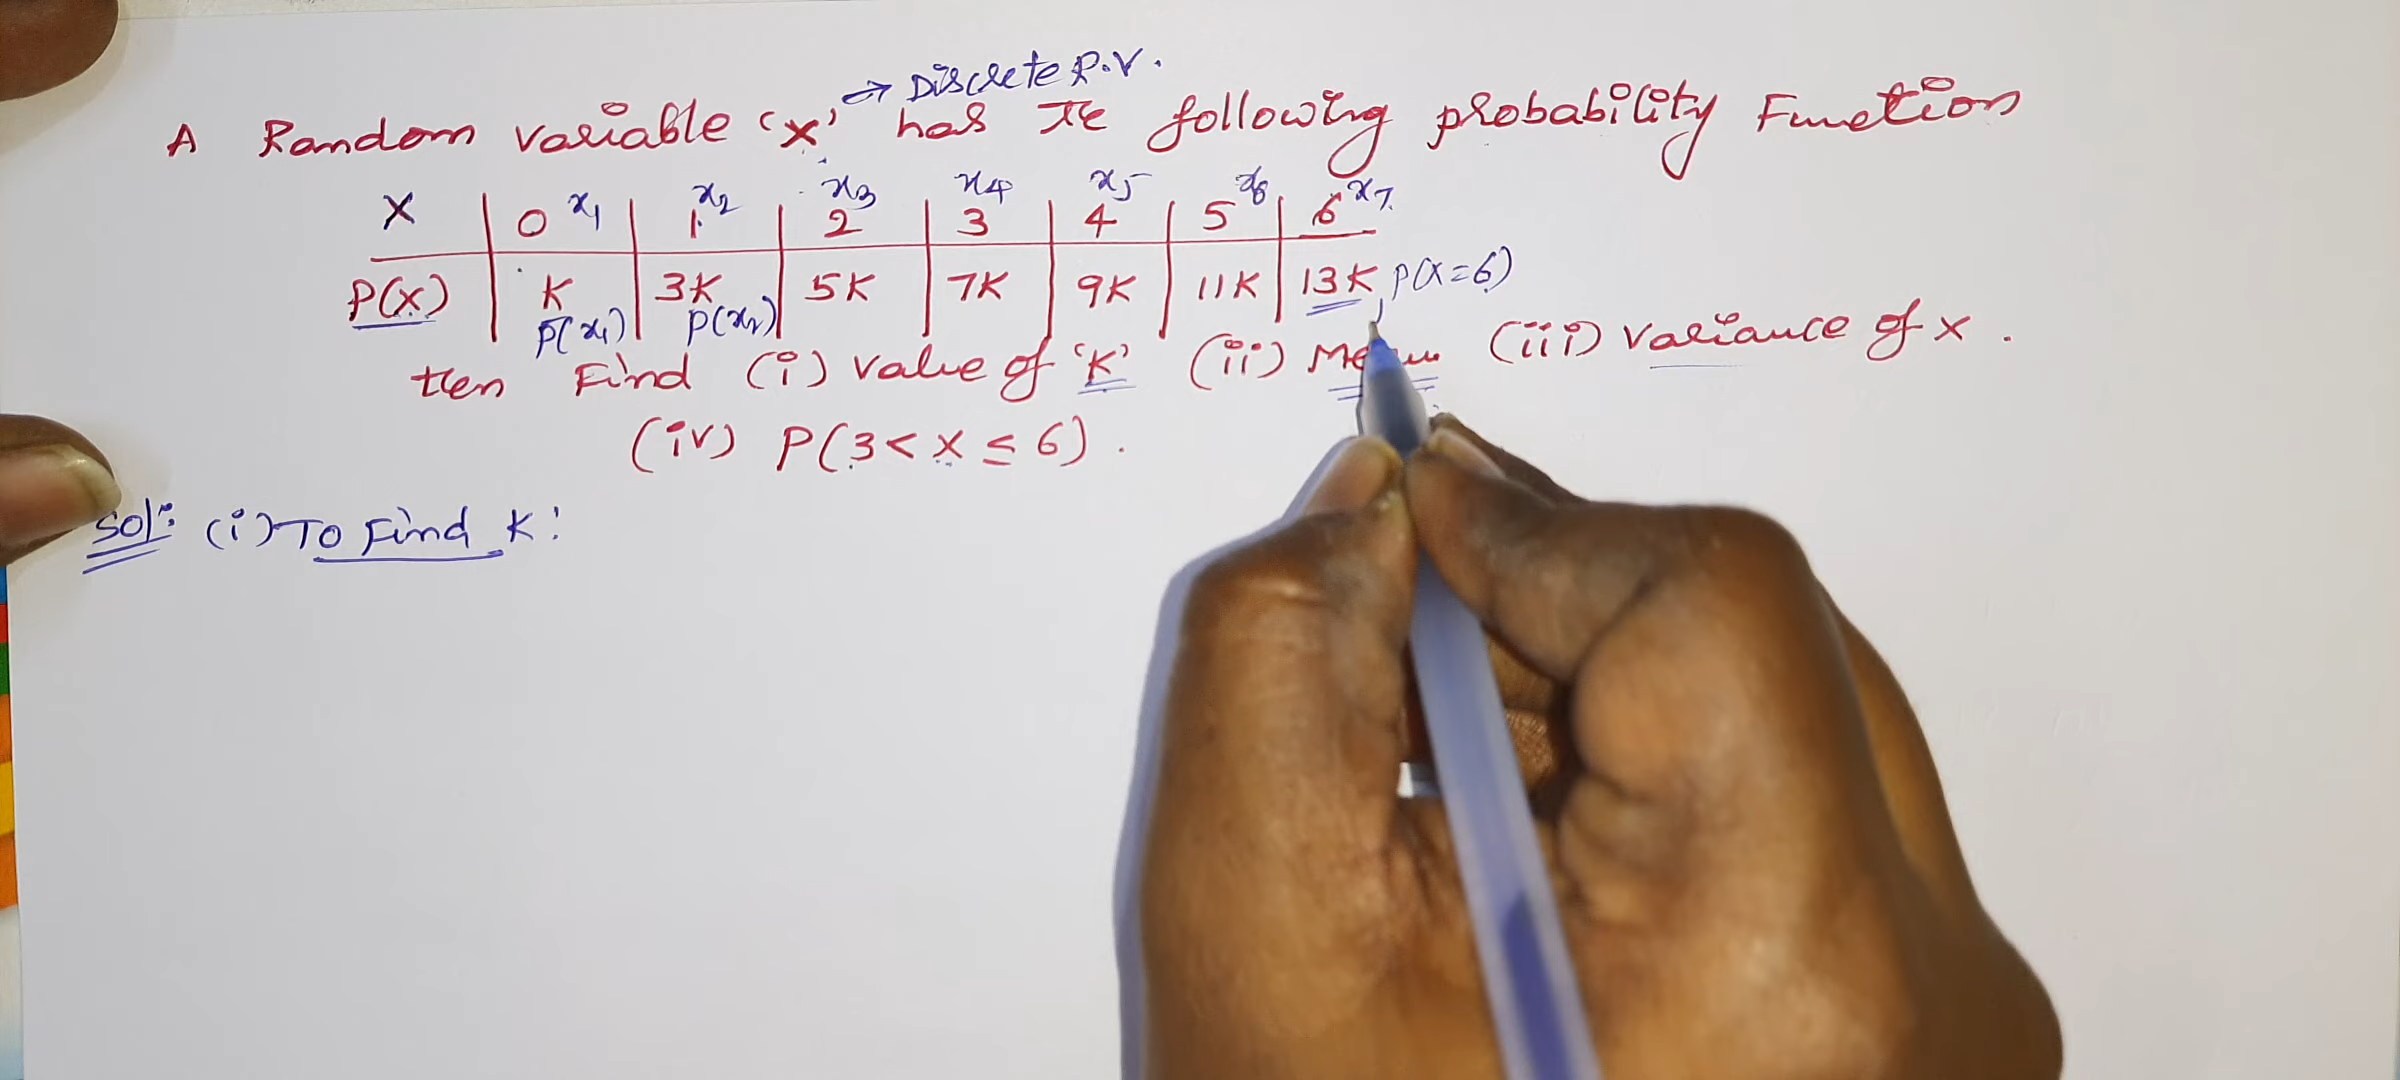 → Discrete R.V.
A Random variable 'x' has the following probability Function
x₁ x₂ x₃ x₄ x₅ x₆ x₇
X | 0 | 1 | 2 | 3 | 4 | 5 | 6
P(X) | K | 3K | 5K | 7K | 9K | 11K | 13K P(X=6)
P(x₁) P(x₂)
then Find (i) value of 'K' (ii) (iii) variance of x.
(iv) P(3 < x ≤ 6).
Sol: (i) To Find K: